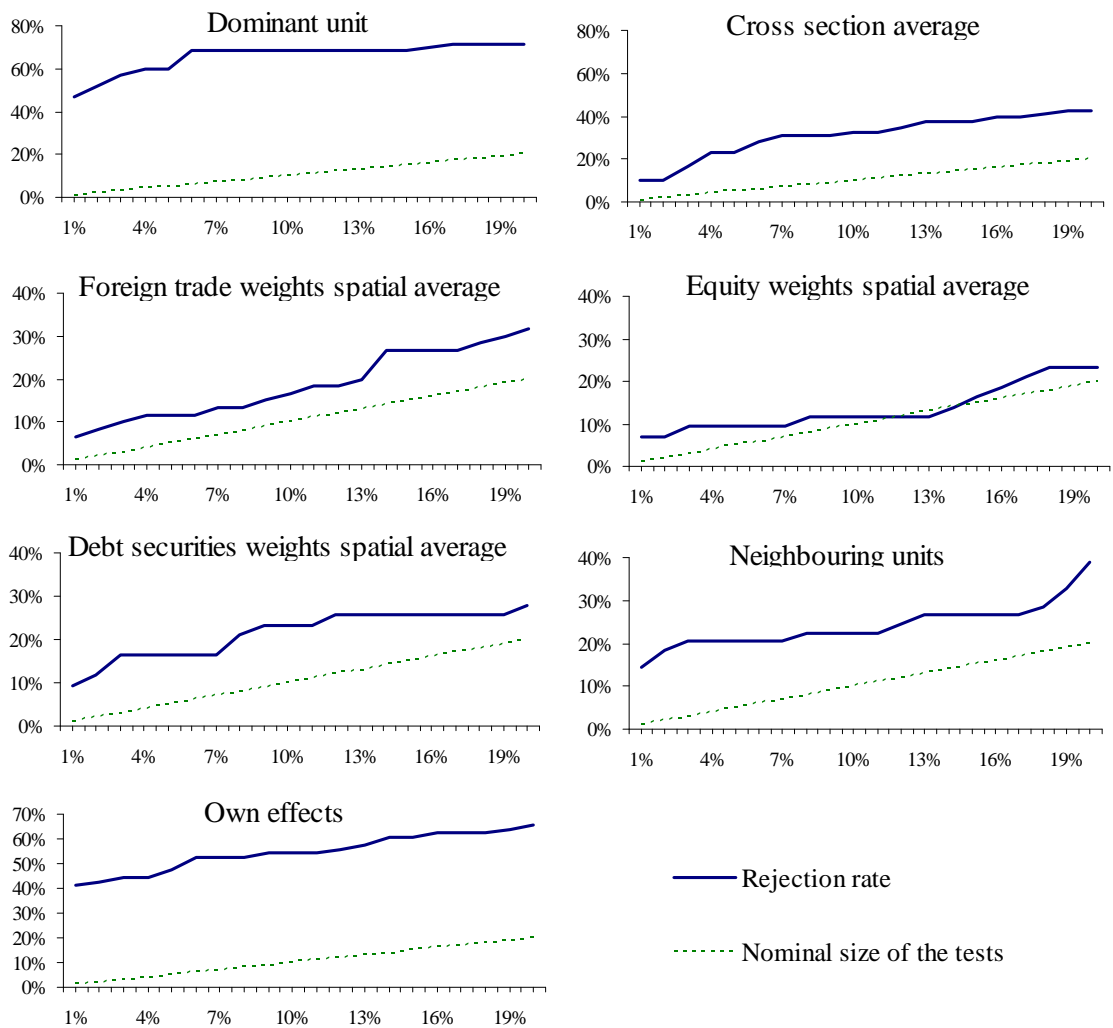 Dominant unit
80%
60%
40%
20%
0%
1% 4% 7% 10% 13% 16% 19%
Cross section average
80%
60%
40%
20%
0%
1% 4% 7% 10% 13% 16% 19%
Foreign trade weights spatial average
40%
30%
20%
10%
0%
1% 4% 7% 10% 13% 16% 19%
Equity weights spatial average
40%
30%
20%
10%
0%
1% 4% 7% 10% 13% 16% 19%
Debt securities weights spatial average
40%
30%
20%
10%
0%
1% 4% 7% 10% 13% 16% 19%
Neighbouring units
40%
30%
20%
10%
0%
1% 4% 7% 10% 13% 16% 19%
Own effects
70%
60%
50%
40%
30%
20%
10%
0%
1% 4% 7% 10% 13% 16% 19%
Rejection rate
Nominal size of the tests